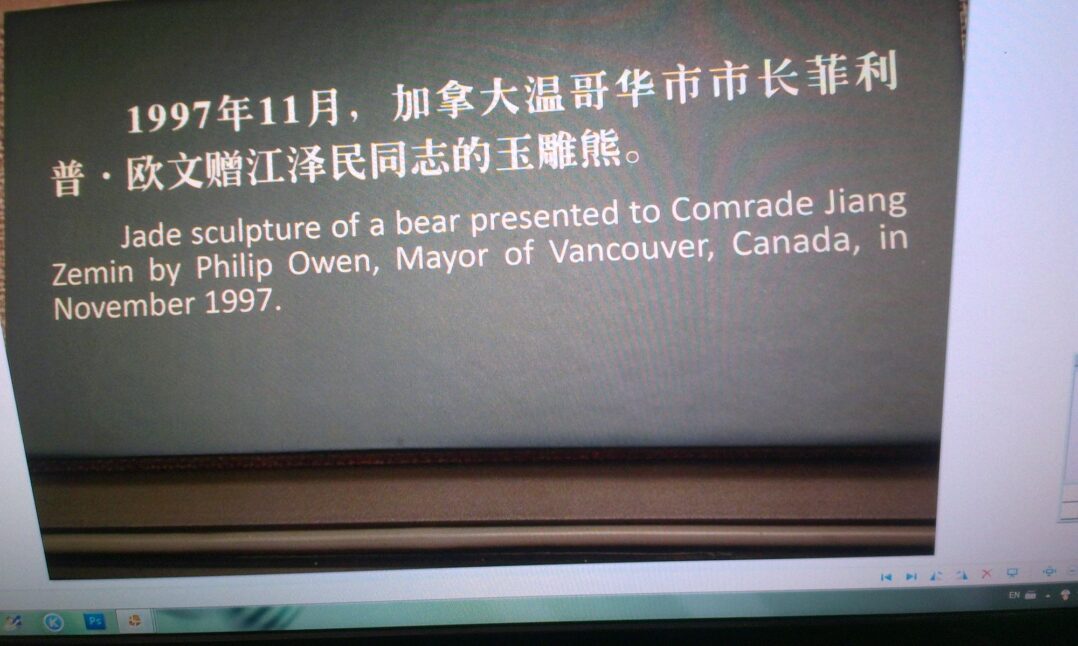 1997年11月，加拿大温哥华市市长菲利
普·欧文赠江泽民同志的玉雕熊。
Jade sculpture of a bear presented to Comrade Jiang
Zemin by Philip Owen, Mayor of Vancouver, Canada, in
November 1997.
EN
K
Ps